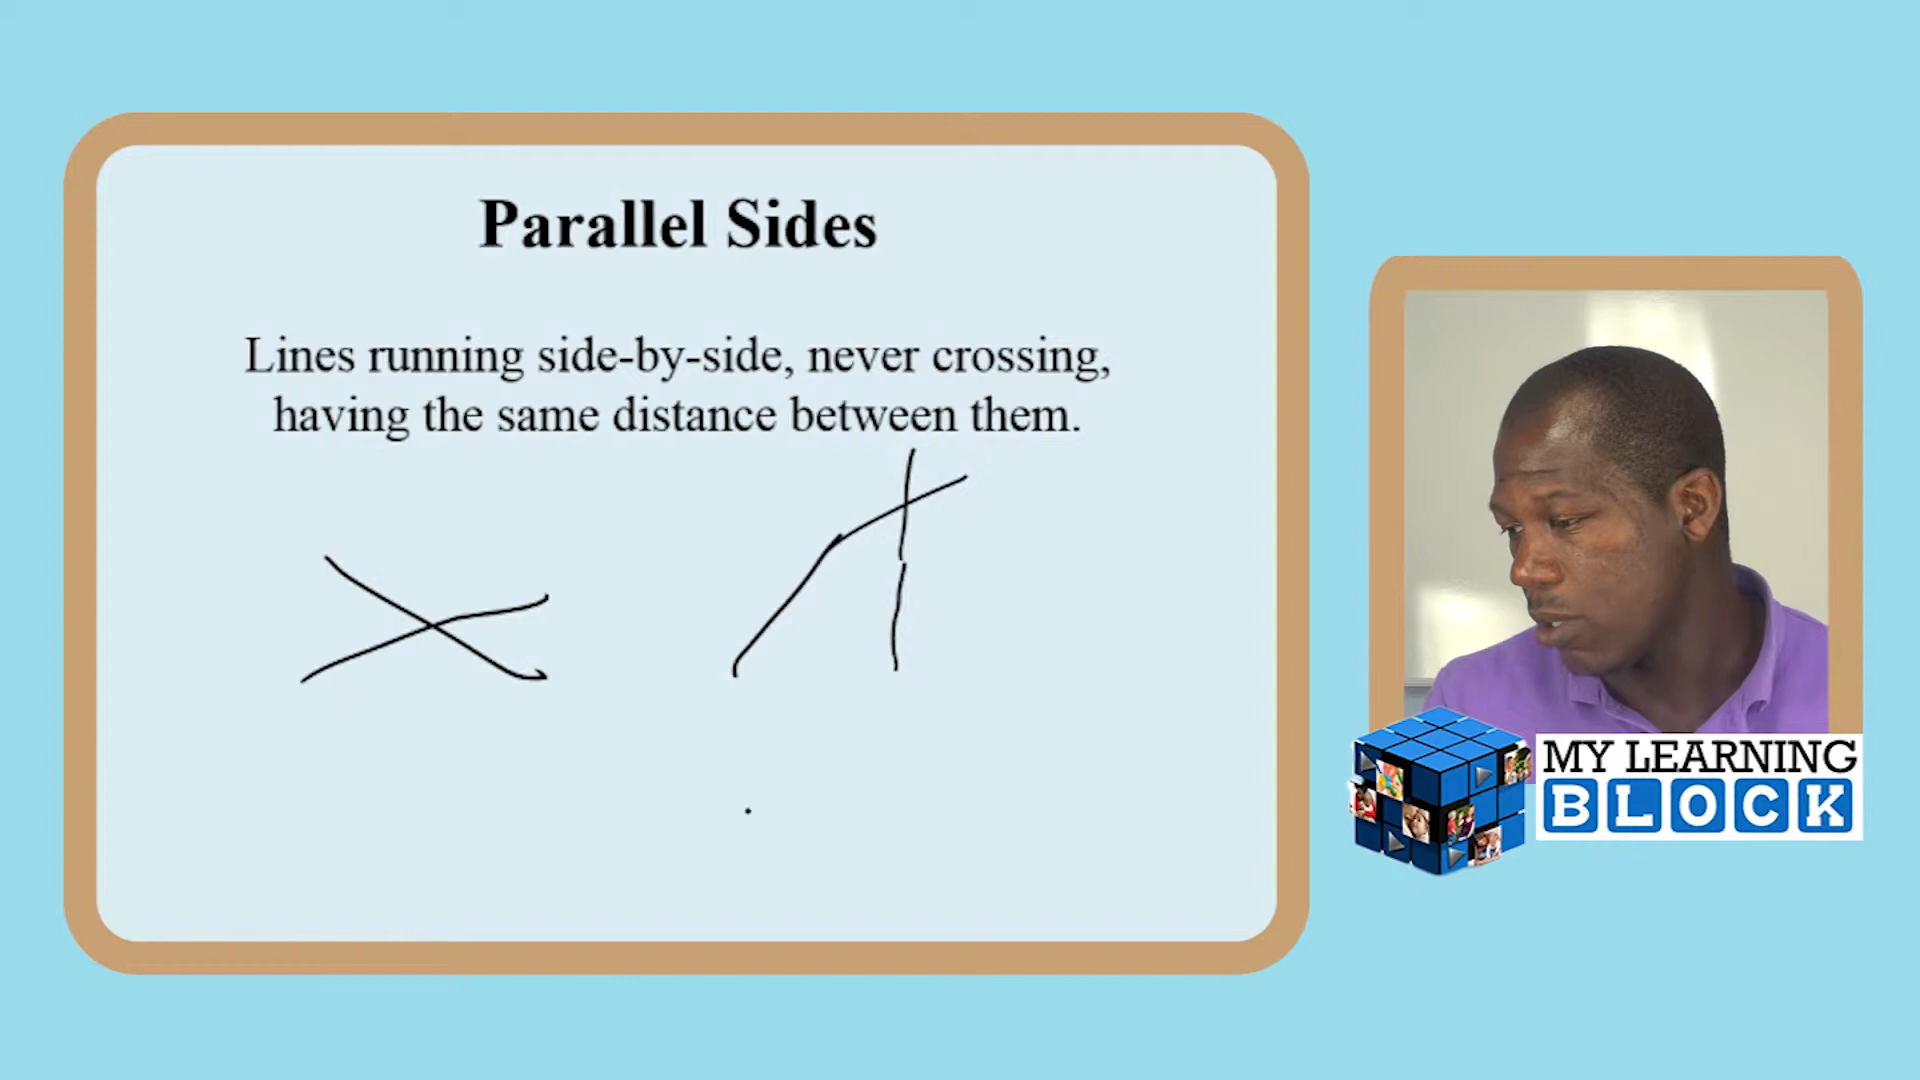 Parallel Sides
Lines running side-by-side, never crossing,
having the same distance between them.
MY LEARNING
BLOCK